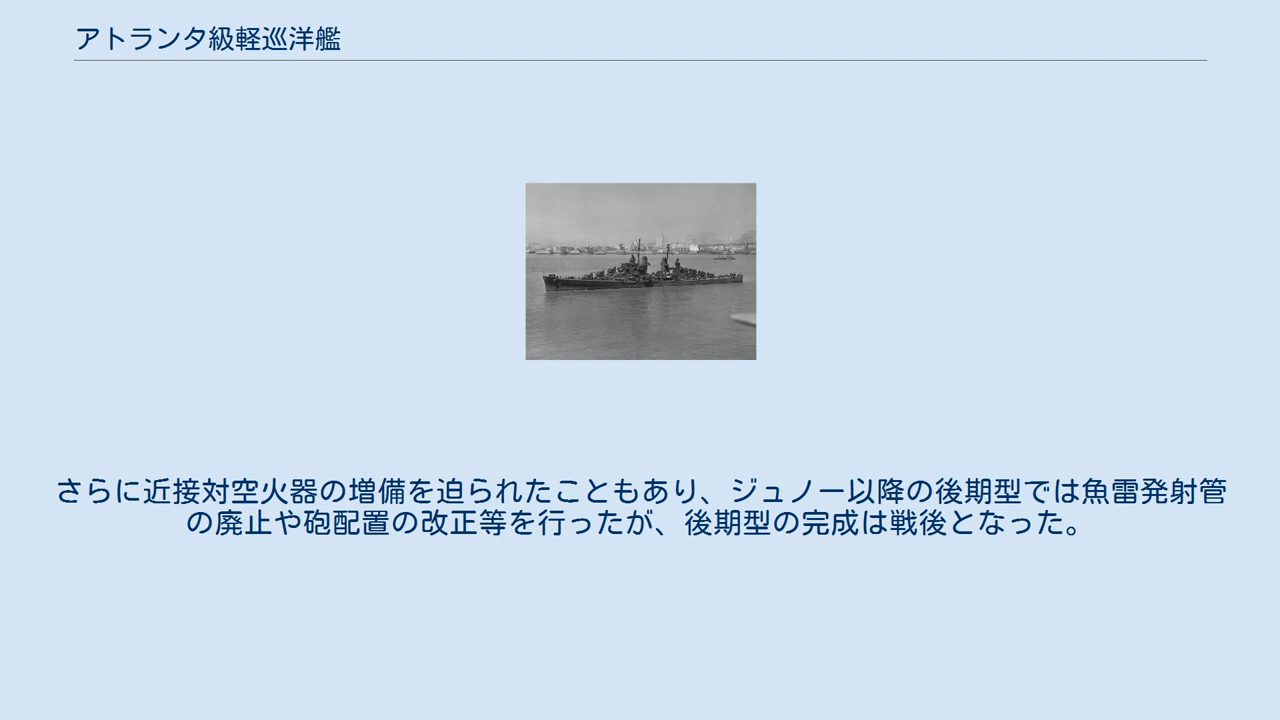 アトランタ級軽巡洋艦
さらに近接対空火器の増備を迫られたこともあり、ジュノー以降の後期型では魚雷発射管
の廃止や砲配置の改正等を行ったが、後期型の完成は戦後となった。